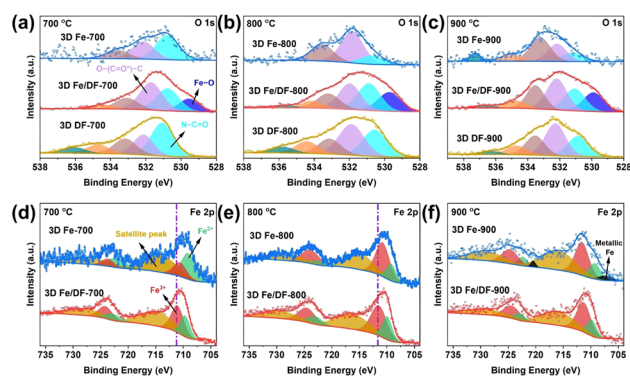 (a) 700 °C O 1s
3D Fe-700
O−(C=O*)−C
Fe−O
3D Fe/DF-700
N−C=O
3D DF-700
Intensity (a.u.)
538 536 534 532 530 528
Binding Energy (eV)
(b) 800 °C O 1s
3D Fe-800
3D Fe/DF-800
3D DF-800
Intensity (a.u.)
538 536 534 532 530 528
Binding Energy (eV)
(c) 900 °C O 1s
3D Fe-900
3D Fe/DF-900
3D DF-900
Intensity (a.u.)
538 536 534 532 530 528
Binding Energy (eV)
(d) 700 °C Fe 2p
3D Fe-700
Satellite peak
Fe2+
Fe3+
3D Fe/DF-700
Intensity (a.u.)
735 730 725 720 715 710 705
Binding Energy (eV)
(e) 800 °C Fe 2p
3D Fe-800
3D Fe/DF-800
Intensity (a.u.)
735 730 725 720 715 710 705
Binding Energy (eV)
(f) 900 °C Fe 2p
3D Fe-900
Metallic
Fe
3D Fe/DF-900
Intensity (a.u.)
735 730 725 720 715 710 705
Binding Energy (eV)